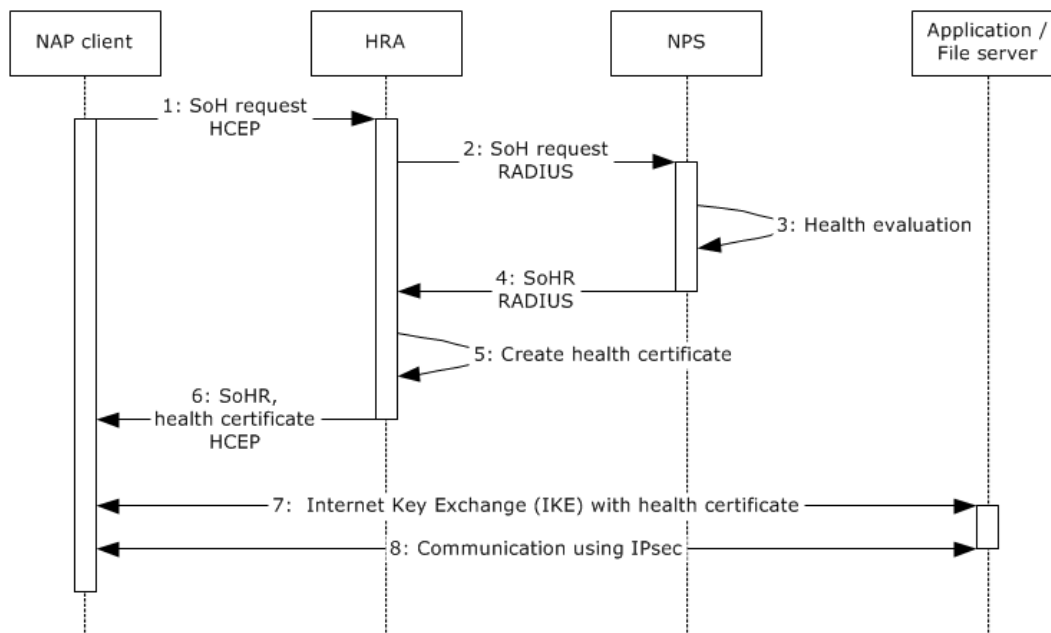 NAP client
HRA
NPS
Application /
File server
1: SoH request
HCEP
2: SoH request
RADIUS
3: Health evaluation
4: SoHR
RADIUS
5: Create health certificate
6: SoHR,
health certificate
HCEP
7:  Internet Key Exchange (IKE) with health certificate
8: Communication using IPsec